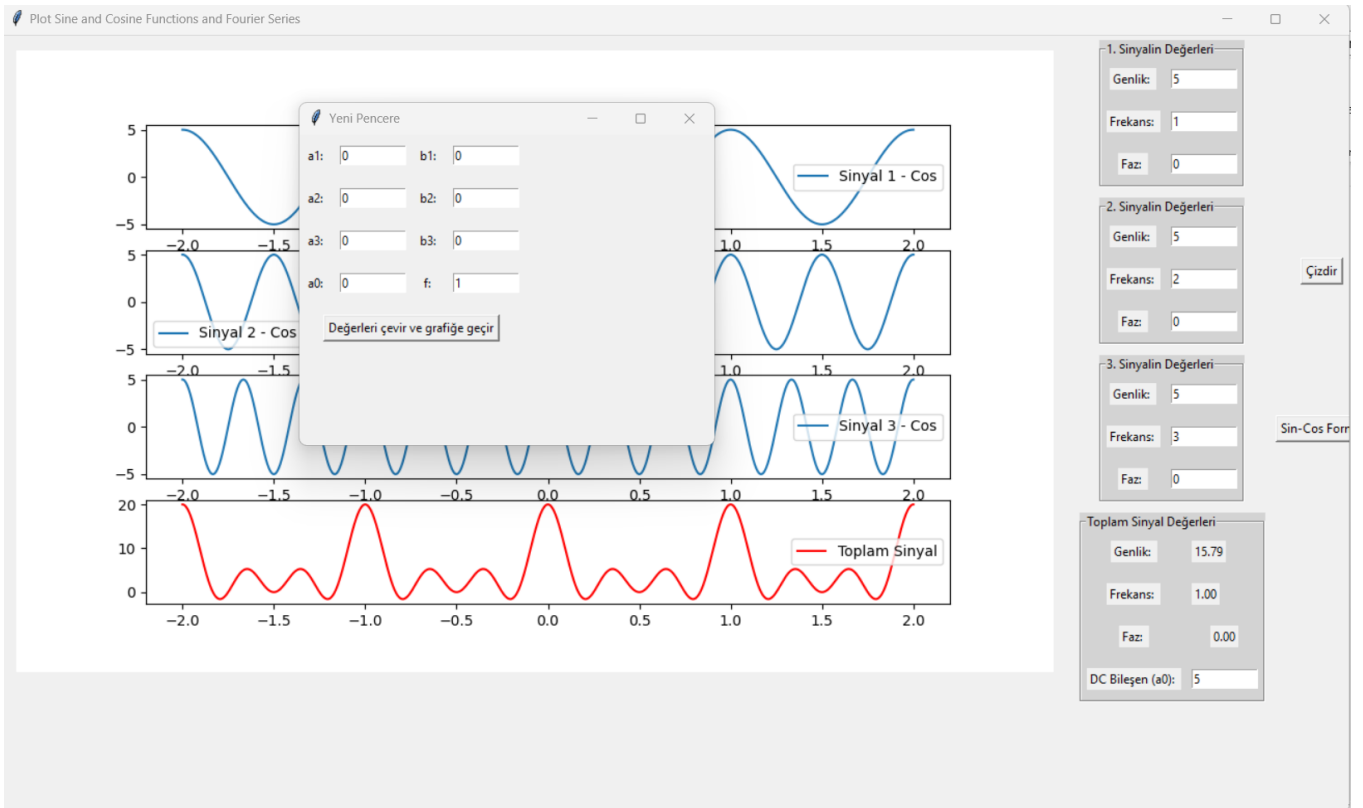 Plot Sine and Cosine Functions and Fourier Series
5
0
−5
−2.0 −1.5 1.0 1.5 2.0
Sinyal 1 - Cos
5
0
−5
−2.0 −1.5 1.0 1.5 2.0
Sinyal 2 - Cos
5
0
−5
−2.0 −1.5 −1.0 −0.5 0.0 0.5 1.0 1.5 2.0
Sinyal 3 - Cos
20
10
0
−2.0 −1.5 −1.0 −0.5 0.0 0.5 1.0 1.5 2.0
Toplam Sinyal
Yeni Pencere
a1: 0 b1: 0
a2: 0 b2: 0
a3: 0 b3: 0
a0: 0 f: 1
Değerleri çevir ve grafiğe geçir
1. Sinyalin Değerleri
Genlik: 5
Frekans: 1
Faz: 0
2. Sinyalin Değerleri
Genlik: 5
Frekans: 2
Faz: 0
3. Sinyalin Değerleri
Genlik: 5
Frekans: 3
Faz: 0
Toplam Sinyal Değerleri
Genlik: 15.79
Frekans: 1.00
Faz: 0.00
DC Bileşen (a0): 5
Çizdir
Sin-Cos